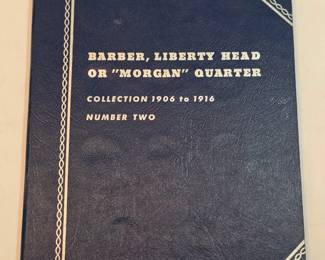 BARBER, LIBERTY HEAD
OR "MORGAN" QUARTER
COLLECTION 1906 to 1916
NUMBER TWO